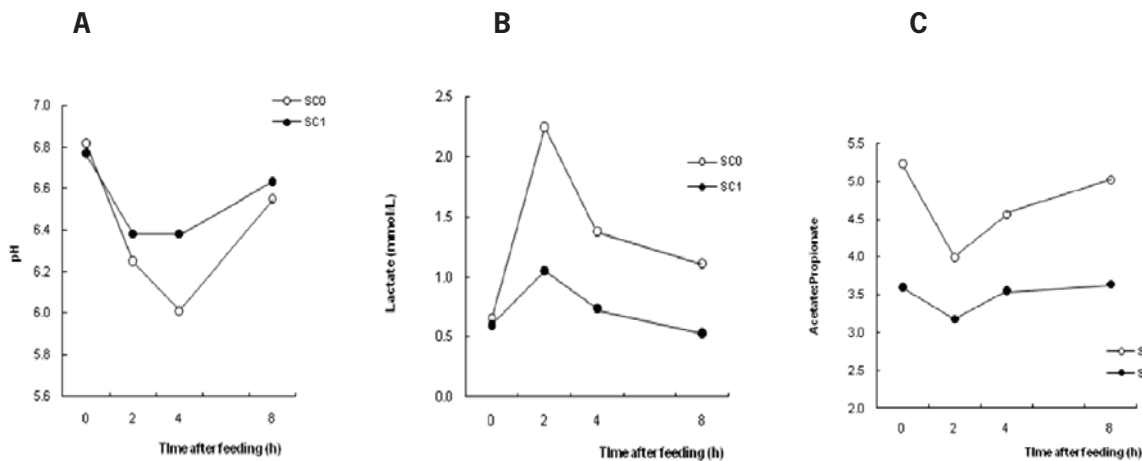 A
B
C
7.0
6.8
6.6
6.4
6.2
6.0
5.8
5.6
pH
0 2 4 8
TIme after feeding (h)
SC0
SC1
2.5
2.0
1.5
1.0
0.5
0.0
Lactate (mmol/L)
0 2 4 8
TIme after feeding (h)
SC0
SC1
5.5
5.0
4.5
4.0
3.5
3.0
2.5
2.0
Acetate:Propionate
0 2 4 8
TIme after feeding (h)
S
S